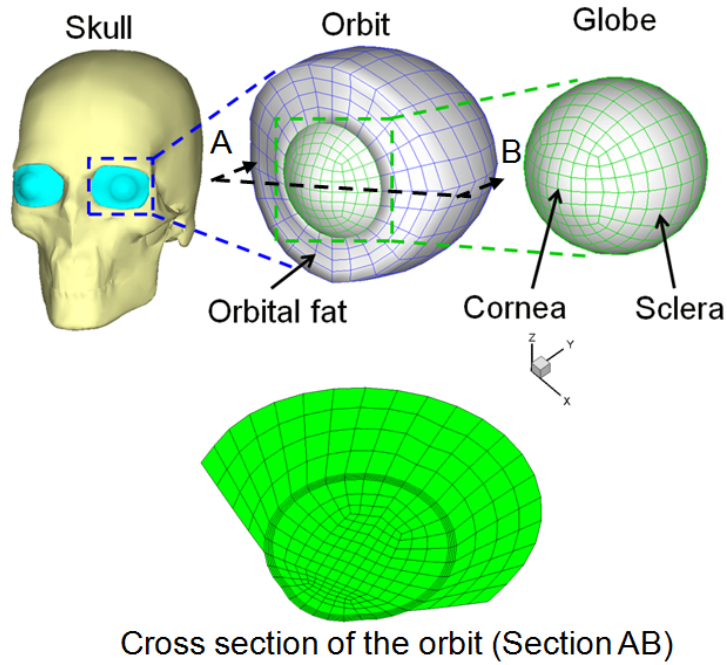 Skull
Orbit
Globe
A
B
Orbital fat
Cornea
Sclera
Z
Y
X
Cross section of the orbit (Section AB)